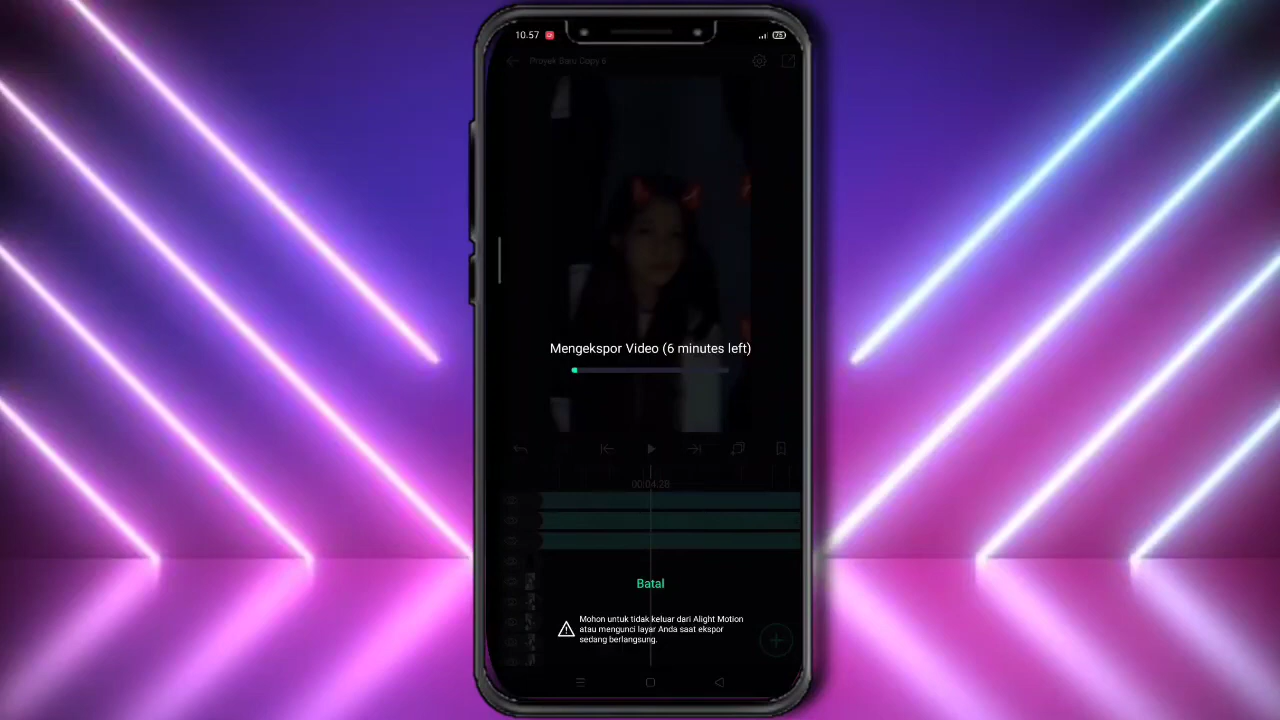 10.57
75
Proyek Baru Copy 6
Mengekspor Video (6 minutes left)
00:04:28
Batal
Mohon untuk tidak keluar dari Alight Motion
atau mengunci layar Anda saat ekspor
sedang berlangsung.